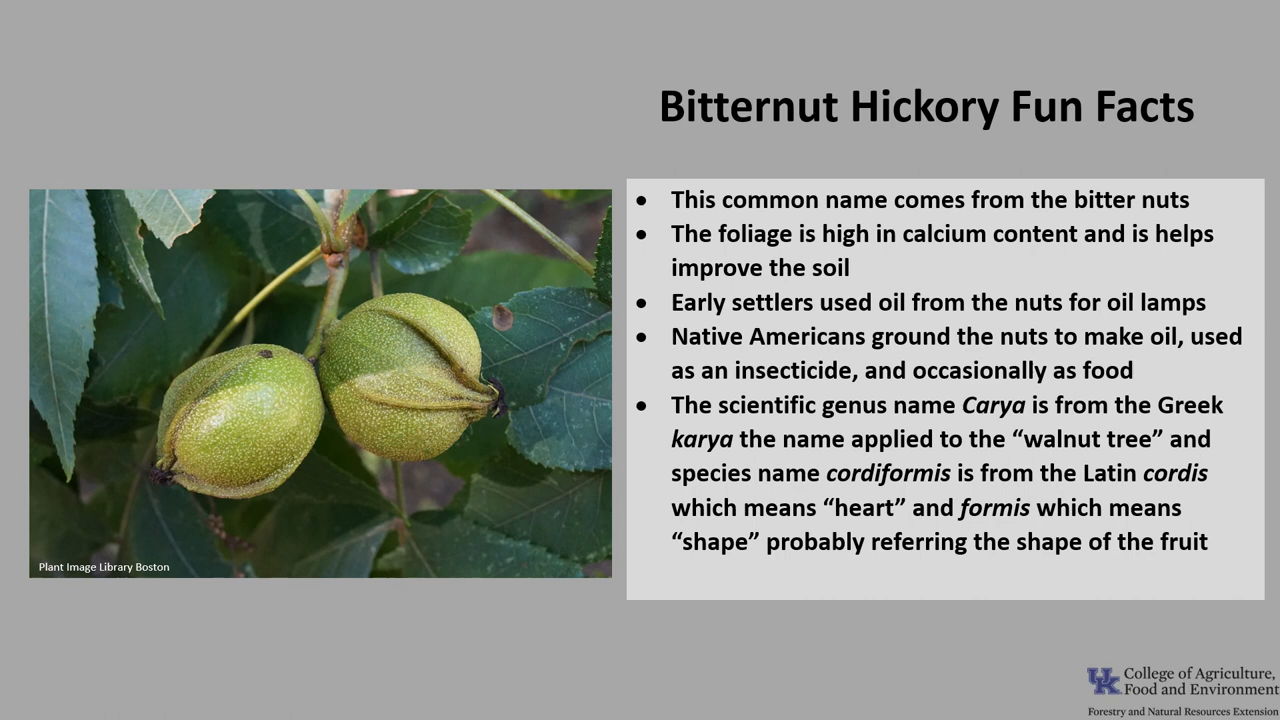 Bitternut Hickory Fun Facts
• This common name comes from the bitter nuts
• The foliage is high in calcium content and is helps
improve the soil
• Early settlers used oil from the nuts for oil lamps
• Native Americans ground the nuts to make oil, used
as an insecticide, and occasionally as food
• The scientific genus name Carya is from the Greek
karya the name applied to the “walnut tree” and
species name cordiformis is from the Latin cordis
which means “heart” and formis which means
“shape” probably referring the shape of the fruit
Plant Image Library Boston
UK College of Agriculture,
Food and Environment
Forestry and Natural Resources Extension